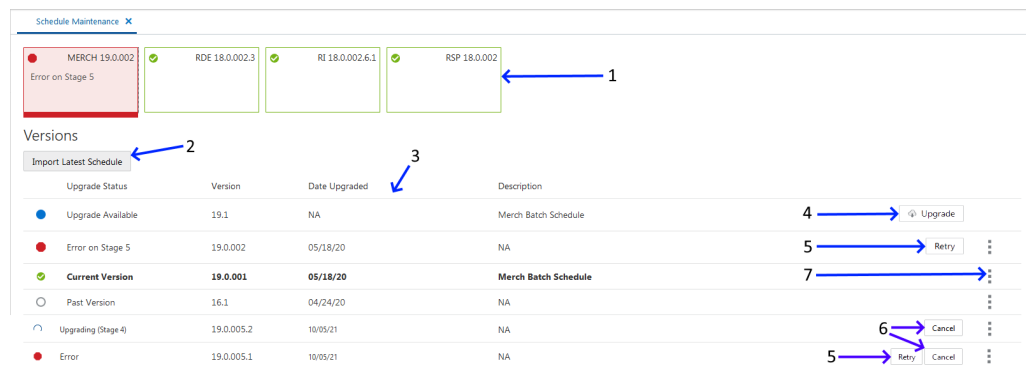 Schedule Maintenance ✕
MERCH 19.0.002 RDE 18.0.002.3 RI 18.0.002.6.1 RSP 18.0.002
Error on Stage 5
1
Versions
2
Import Latest Schedule
3
Upgrade Status Version Date Upgraded Description
Upgrade Available 19.1 NA Merch Batch Schedule 4 Upgrade
Error on Stage 5 19.0.002 05/18/20 NA 5 Retry
Current Version 19.0.001 05/18/20 Merch Batch Schedule 7
Past Version 16.1 04/24/20 NA
Upgrading (Stage 4) 19.0.005.2 10/05/21 NA 6 Cancel
Error 19.0.005.1 10/05/21 NA 5 Retry Cancel